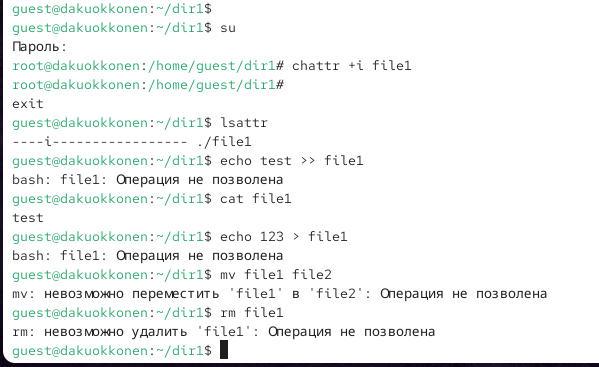 guest@dakuokkonen:~/dir1$
guest@dakuokkonen:~/dir1$ su
Пароль:
root@dakuokkonen:/home/guest/dir1# chattr +i file1
root@dakuokkonen:/home/guest/dir1#
exit
guest@dakuokkonen:~/dir1$ lsattr
----i----------------- ./file1
guest@dakuokkonen:~/dir1$ echo test >> file1
bash: file1: Операция не позволена
guest@dakuokkonen:~/dir1$ cat file1
test
guest@dakuokkonen:~/dir1$ echo 123 > file1
bash: file1: Операция не позволена
guest@dakuokkonen:~/dir1$ mv file1 file2
mv: невозможно переместить 'file1' в 'file2': Операция не позволена
guest@dakuokkonen:~/dir1$ rm file1
rm: невозможно удалить 'file1': Операция не позволена
guest@dakuokkonen:~/dir1$